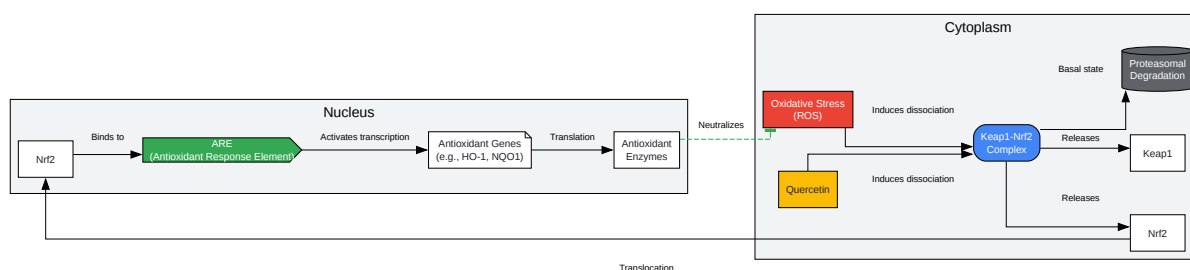 Cytoplasm
Proteasomal
Degradation
Basal state
Nucleus
Oxidative Stress
(ROS)
Induces dissociation
Neutralizes
Binds to
ARE
(Antioxidant Response Element)
Activates transcription
Antioxidant Genes
(e.g., HO-1, NQO1)
Translation
Antioxidant
Enzymes
Keap1-Nrf2
Complex
Releases
Keap1
Nrf2
Quercetin
Induces dissociation
Releases
Nrf2
Translocation